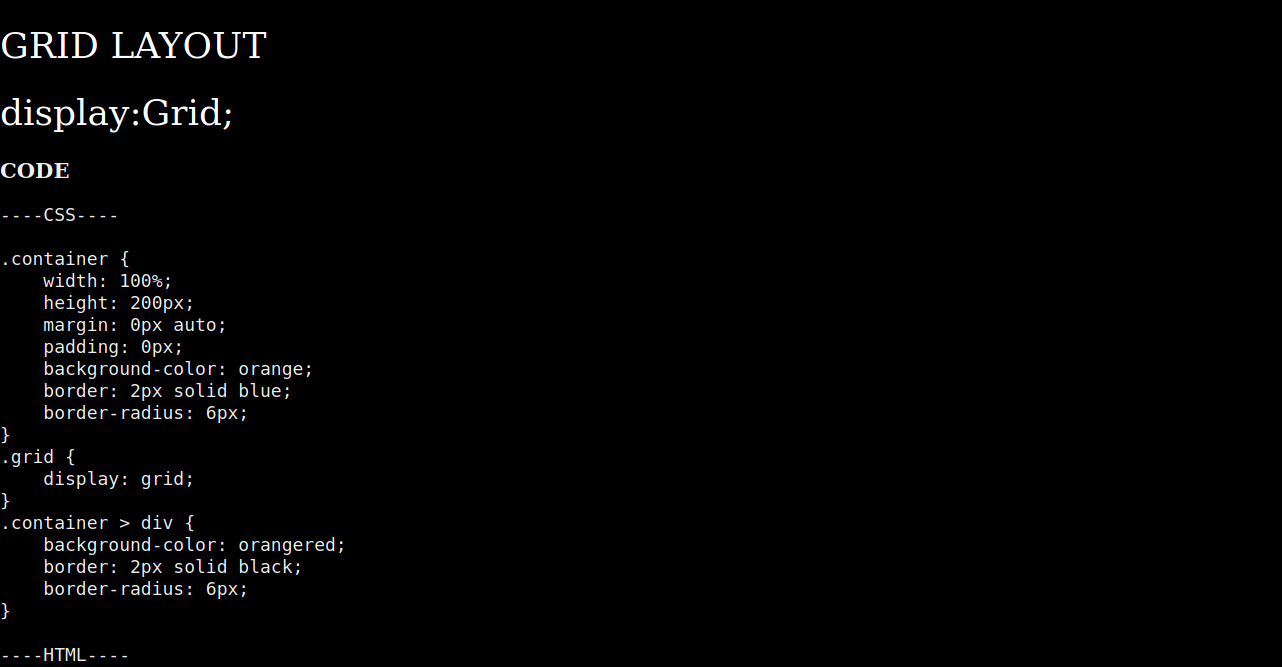 GRID LAYOUT
display:Grid;
CODE
----CSS----
.container {
    width: 100%;
    height: 200px;
    margin: 0px auto;
    padding: 0px;
    background-color: orange;
    border: 2px solid blue;
    border-radius: 6px;
}
.grid {
    display: grid;
}
.container > div {
    background-color: orangered;
    border: 2px solid black;
    border-radius: 6px;
}
----HTML----